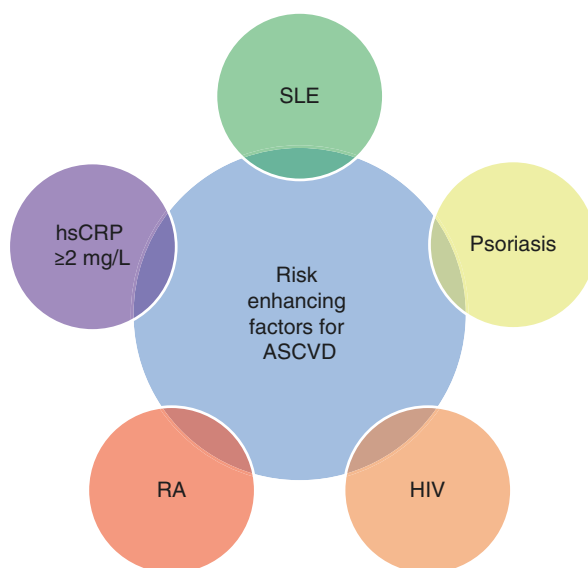 SLE
hsCRP
≥2 mg/L
Psoriasis
Risk
enhancing
factors for
ASCVD
RA
HIV